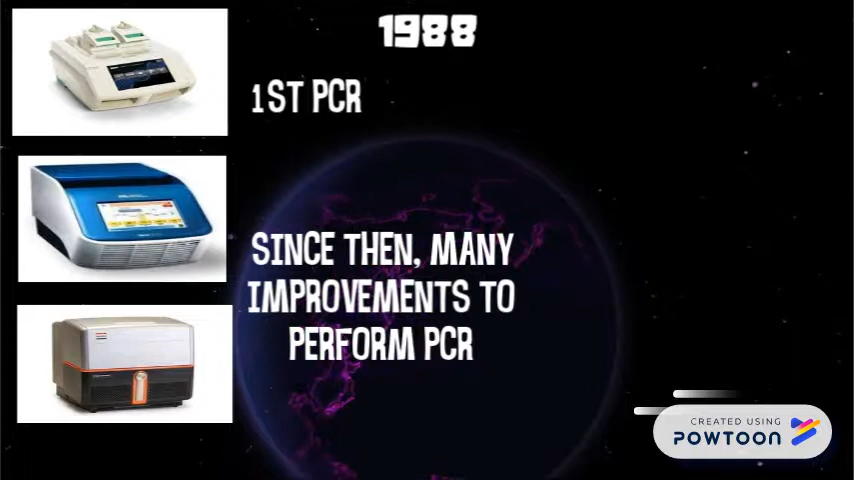 1988
1ST PCR
SINCE THEN, MANY
IMPROVEMENTS TO
PERFORM PCR
CREATED USING
POWTOON